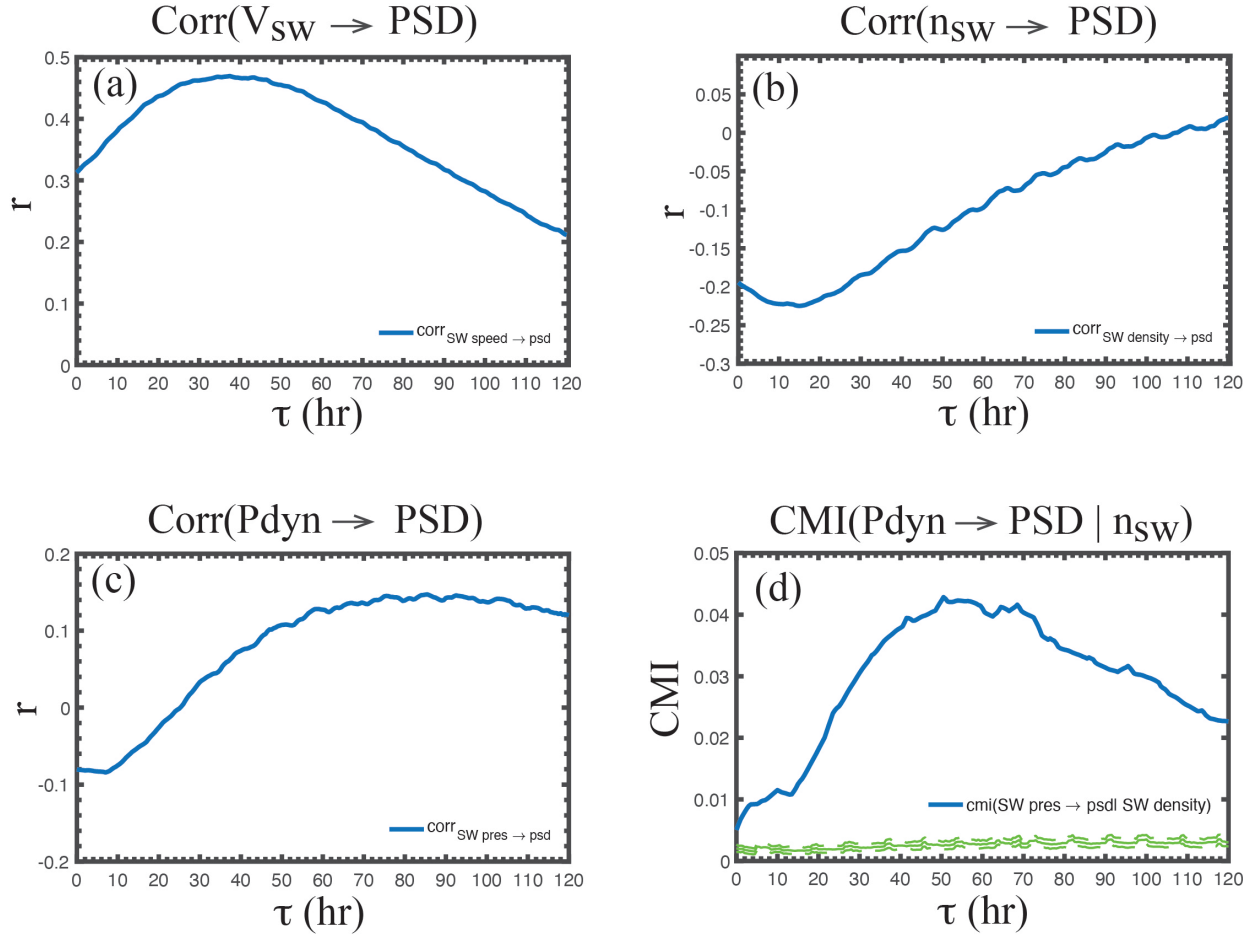 Corr(V_SW → PSD)
(a)
0.5
0.4
0.3
0.2
0.1
0
r
corr_SW speed → psd
0 10 20 30 40 50 60 70 80 90 100 110 120
τ (hr)
Corr(n_SW → PSD)
(b)
0.05
0
-0.05
-0.1
-0.15
-0.2
-0.25
-0.3
r
corr_SW density → psd
0 10 20 30 40 50 60 70 80 90 100 110 120
τ (hr)
Corr(Pdyn → PSD)
(c)
0.2
0.1
0
-0.1
-0.2
r
corr_SW pres → psd
0 10 20 30 40 50 60 70 80 90 100 110 120
τ (hr)
CMI(Pdyn → PSD | n_SW)
(d)
0.05
0.04
0.03
0.02
0.01
0
CMI
cmi(SW pres → psd| SW density)
0 10 20 30 40 50 60 70 80 90 100 110 120
τ (hr)